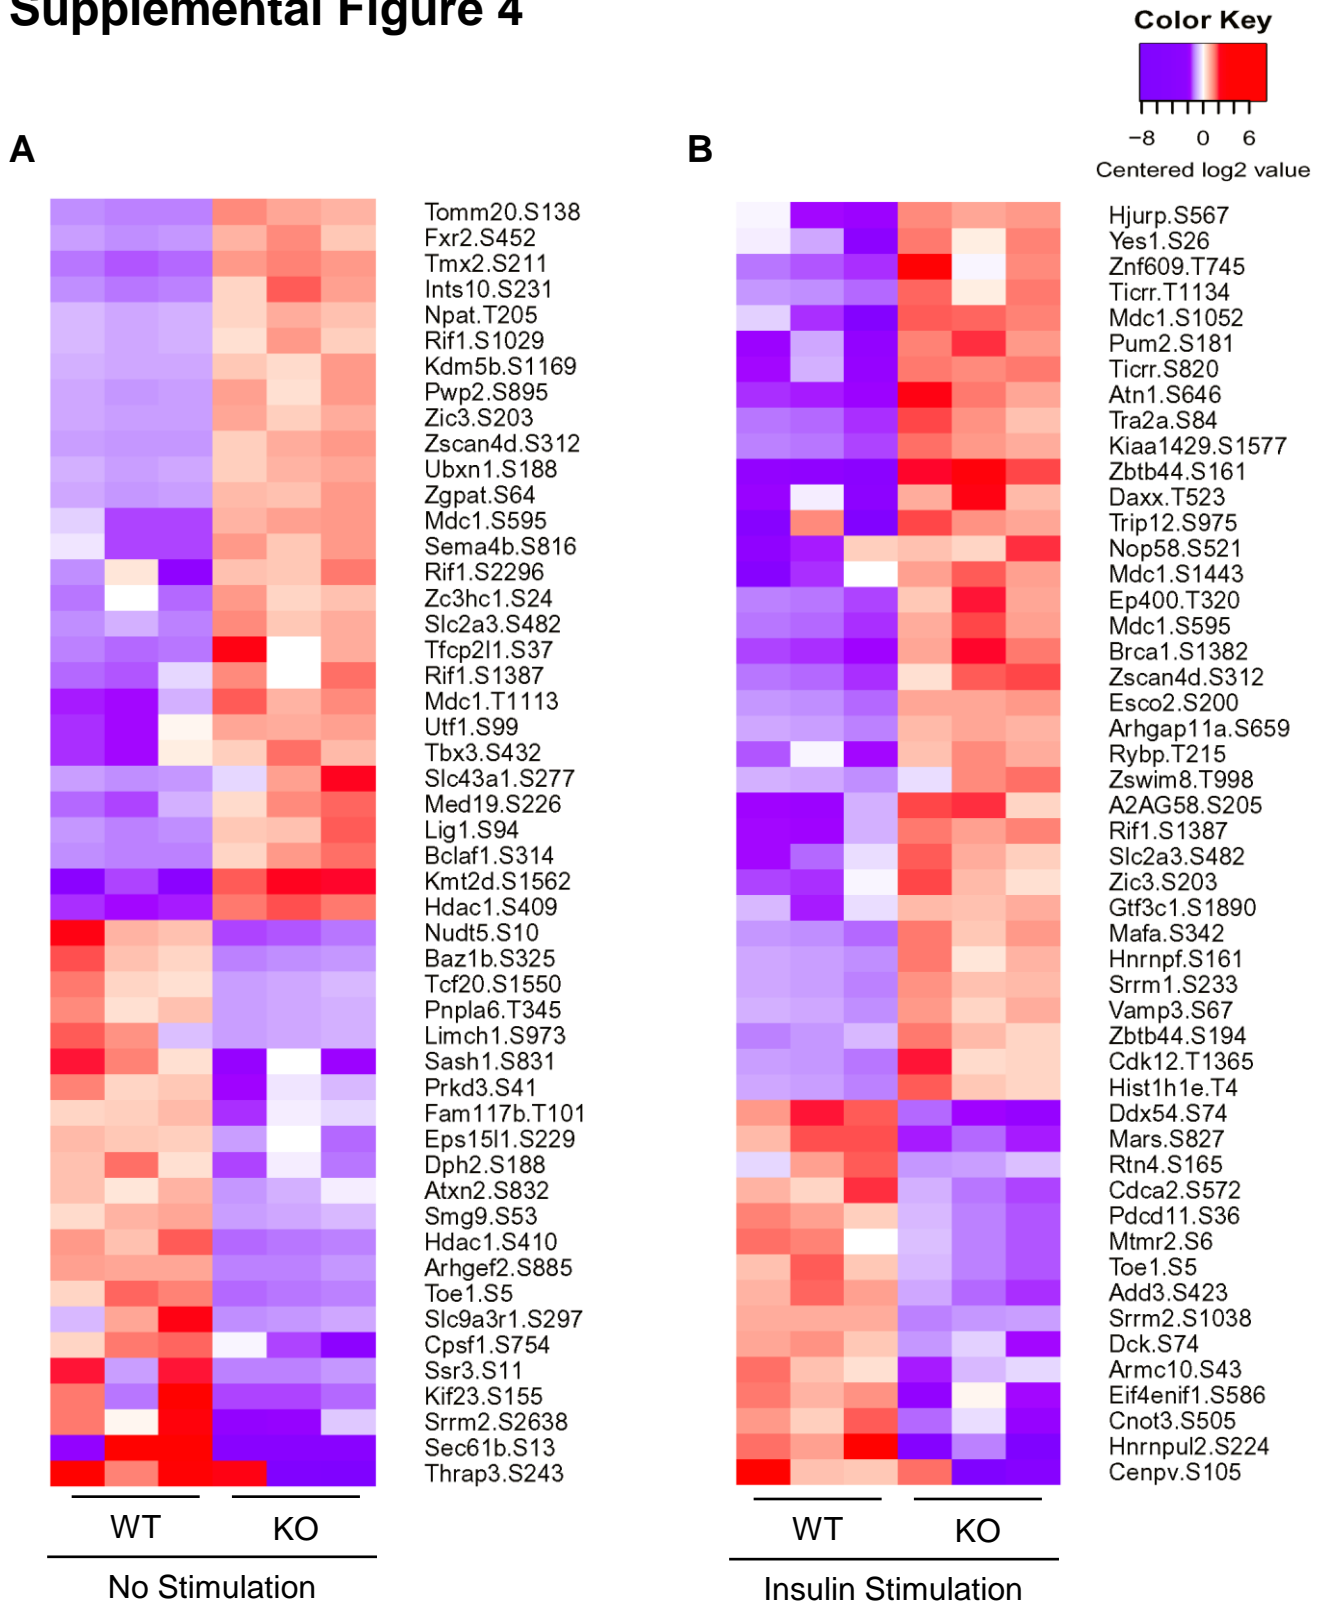 Supplemental Figure 4
Color Key
−8 0 6
Centered log2 value
A
Tomm20.S138
Fxr2.S452
Tmx2.S211
Ints10.S231
Npat.T205
Rif1.S1029
Kdm5b.S1169
Pwp2.S895
Zic3.S203
Zscan4d.S312
Ubxn1.S188
Zgpat.S64
Mdc1.S595
Sema4b.S816
Rif1.S2296
Zc3hc1.S24
Slc2a3.S482
Tfcp2l1.S37
Rif1.S1387
Mdc1.T1113
Utf1.S99
Tbx3.S432
Slc43a1.S277
Med19.S226
Lig1.S94
Bclaf1.S314
Kmt2d.S1562
Hdac1.S409
Nudt5.S10
Baz1b.S325
Tcf20.S1550
Pnpla6.T345
Limch1.S973
Sash1.S831
Prkd3.S41
Fam117b.T101
Eps15l1.S229
Dph2.S188
Atxn2.S832
Smg9.S53
Hdac1.S410
Arhgef2.S885
Toe1.S5
Slc9a3r1.S297
Cpsf1.S754
Ssr3.S11
Kif23.S155
Srrm2.S2638
Sec61b.S13
Thrap3.S243
WT KO
No Stimulation
B
Hjurp.S567
Yes1.S26
Znf609.T745
Ticrr.T1134
Mdc1.S1052
Pum2.S181
Ticrr.S820
Atn1.S646
Tra2a.S84
Kiaa1429.S1577
Zbtb44.S161
Daxx.T523
Trip12.S975
Nop58.S521
Mdc1.S1443
Ep400.T320
Mdc1.S595
Brca1.S1382
Zscan4d.S312
Esco2.S200
Arhgap11a.S659
Rybp.T215
Zswim8.T998
A2AG58.S205
Rif1.S1387
Slc2a3.S482
Zic3.S203
Gtf3c1.S1890
Mafa.S342
Hnrnpf.S161
Srrm1.S233
Vamp3.S67
Zbtb44.S194
Cdk12.T1365
Hist1h1e.T4
Ddx54.S74
Mars.S827
Rtn4.S165
Cdca2.S572
Pdcd11.S36
Mtmr2.S6
Toe1.S5
Add3.S423
Srrm2.S1038
Dck.S74
Armc10.S43
Eif4enif1.S586
Cnot3.S505
Hnrnpul2.S224
Cenpv.S105
WT KO
Insulin Stimulation